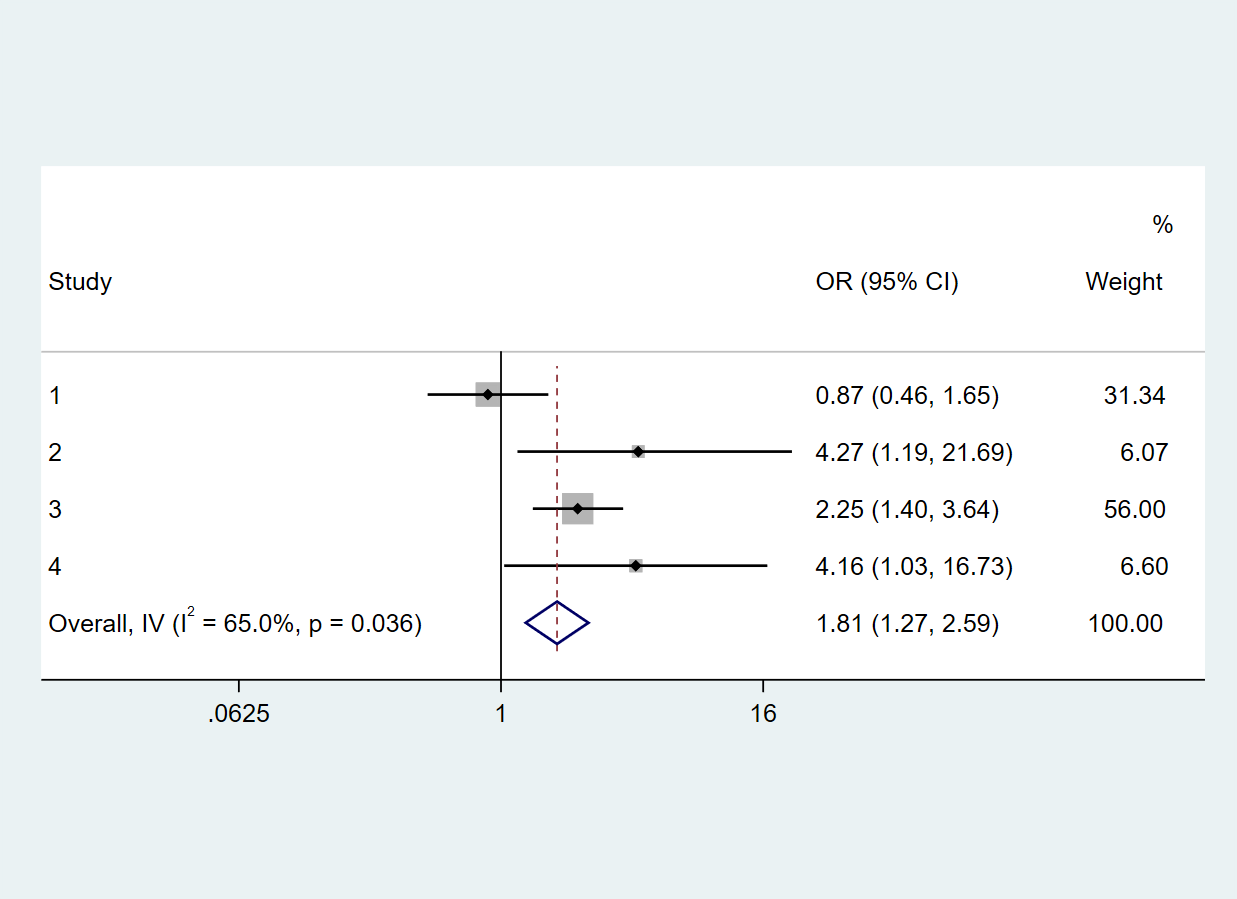 %
Study OR (95% CI) Weight
1 0.87 (0.46, 1.65) 31.34
2 4.27 (1.19, 21.69) 6.07
3 2.25 (1.40, 3.64) 56.00
4 4.16 (1.03, 16.73) 6.60
Overall, IV (I² = 65.0%, p = 0.036) 1.81 (1.27, 2.59) 100.00
.0625 1 16